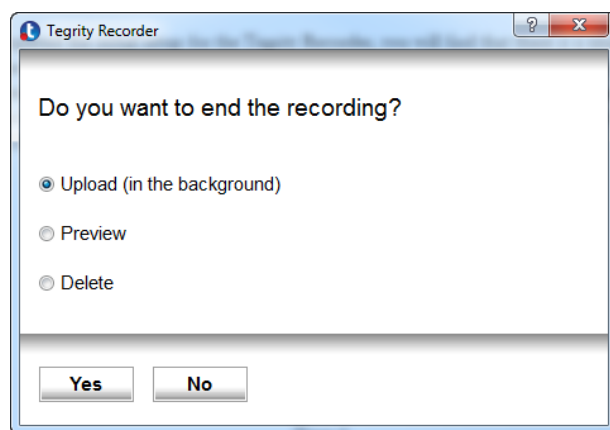 Tegrity Recorder
Do you want to end the recording?
Upload (in the background)
Preview
Delete
Yes No